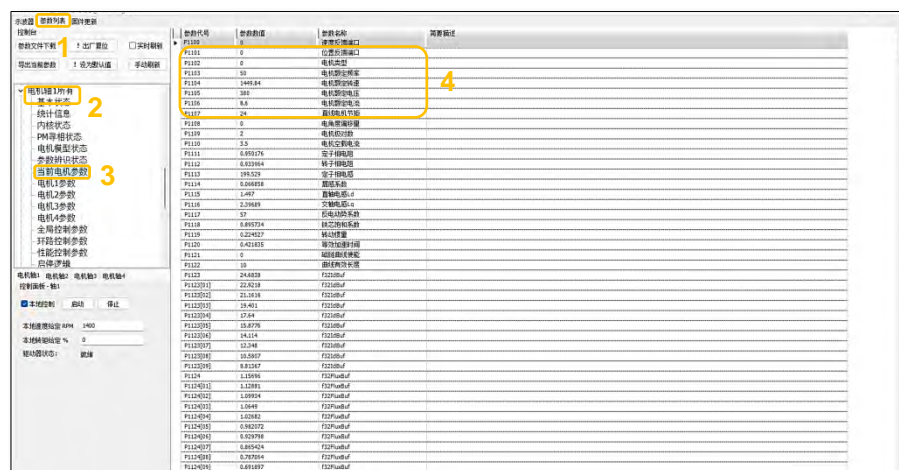 示波器 参数列表 固件更新
控制台
参数文件下载 ！出厂复位 实时刷新
导出当前参数 ！设为默认值 手动刷新
1
电机轴1所有
2
基本状态
统计信息
内核状态
PM寻相状态
电机模型状态
参数辨识状态
当前电机参数
3
电机1参数
电机2参数
电机3参数
电机4参数
全局控制参数
环路控制参数
性能控制参数
启停逻辑
电机轴1 电机轴2 电机轴3 电机轴4
控制面板-轴1
本地控制 启动 停止
本地速度给定 RPM 1400
本地转矩给定 % 0
驱动器状态： 就绪
参数代号 参数数值 参数名称 简要描述
P1100 0 速度反馈端口
P1101 0 位置反馈端口
P1102 0 电机类型
P1103 50 电机额定频率
P1104 1449.84 电机额定转速
4
P1105 380 电机额定电压
P1106 8.6 电机额定电流
P1107 24 直线电机节距
P1108 0 电角度偏移量
P1109 2 电机极对数
P1110 3.5 电机空载电流
P1111 0.950176 定子相电阻
P1112 0.933964 转子相电阻
P1113 199.529 定子相电感
P1114 0.066858 漏感系数
P1115 1.497 直轴电感Ld
P1116 2.39689 交轴电感Lq
P1117 57 反电动势系数
P1118 0.895734 铁芯饱和系数
P1119 0.224527 转动惯量
P1120 0.421835 等效加速时间
P1121 0 磁链曲线使能
P1122 10 曲线有效长度
P1123 24.6838 f32IdBuf
P1123[01] 22.9218 f32IdBuf
P1123[02] 21.1616 f32IdBuf
P1123[03] 19.401 f32IdBuf
P1123[04] 17.64 f32IdBuf
P1123[05] 15.8776 f32IdBuf
P1123[06] 14.114 f32IdBuf
P1123[07] 12.348 f32IdBuf
P1123[08] 10.5807 f32IdBuf
P1123[09] 8.81367 f32IdBuf
P1124 1.15696 f32FluxBuf
P1124[01] 1.12881 f32FluxBuf
P1124[02] 1.09934 f32FluxBuf
P1124[03] 1.0649 f32FluxBuf
P1124[04] 1.02682 f32FluxBuf
P1124[05] 0.982072 f32FluxBuf
P1124[06] 0.929798 f32FluxBuf
P1124[07] 0.865424 f32FluxBuf
P1124[08] 0.787064 f32FluxBuf
P1124[09] 0.691897 f32FluxBuf